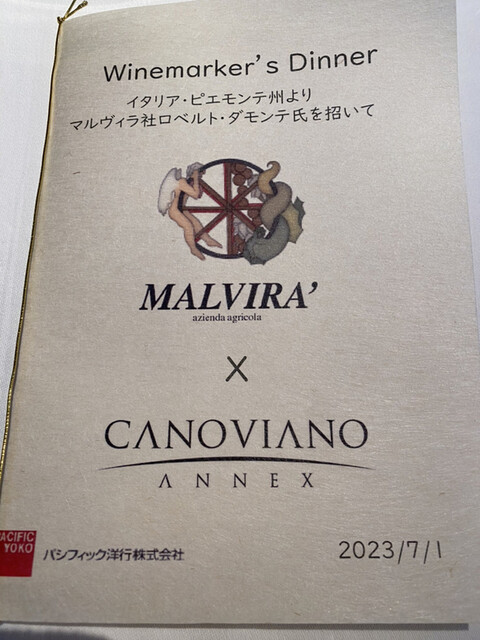 Winemarker's Dinner
イタリア・ピエモンテ州より
マルヴィラ社ロベルト・ダモンテ氏を招いて
MALVIRA'
azienda agricola
×
CANOVIANO
ANNEX
PACIFIC
YOKO
パシフィック洋行株式会社
2023/7/1